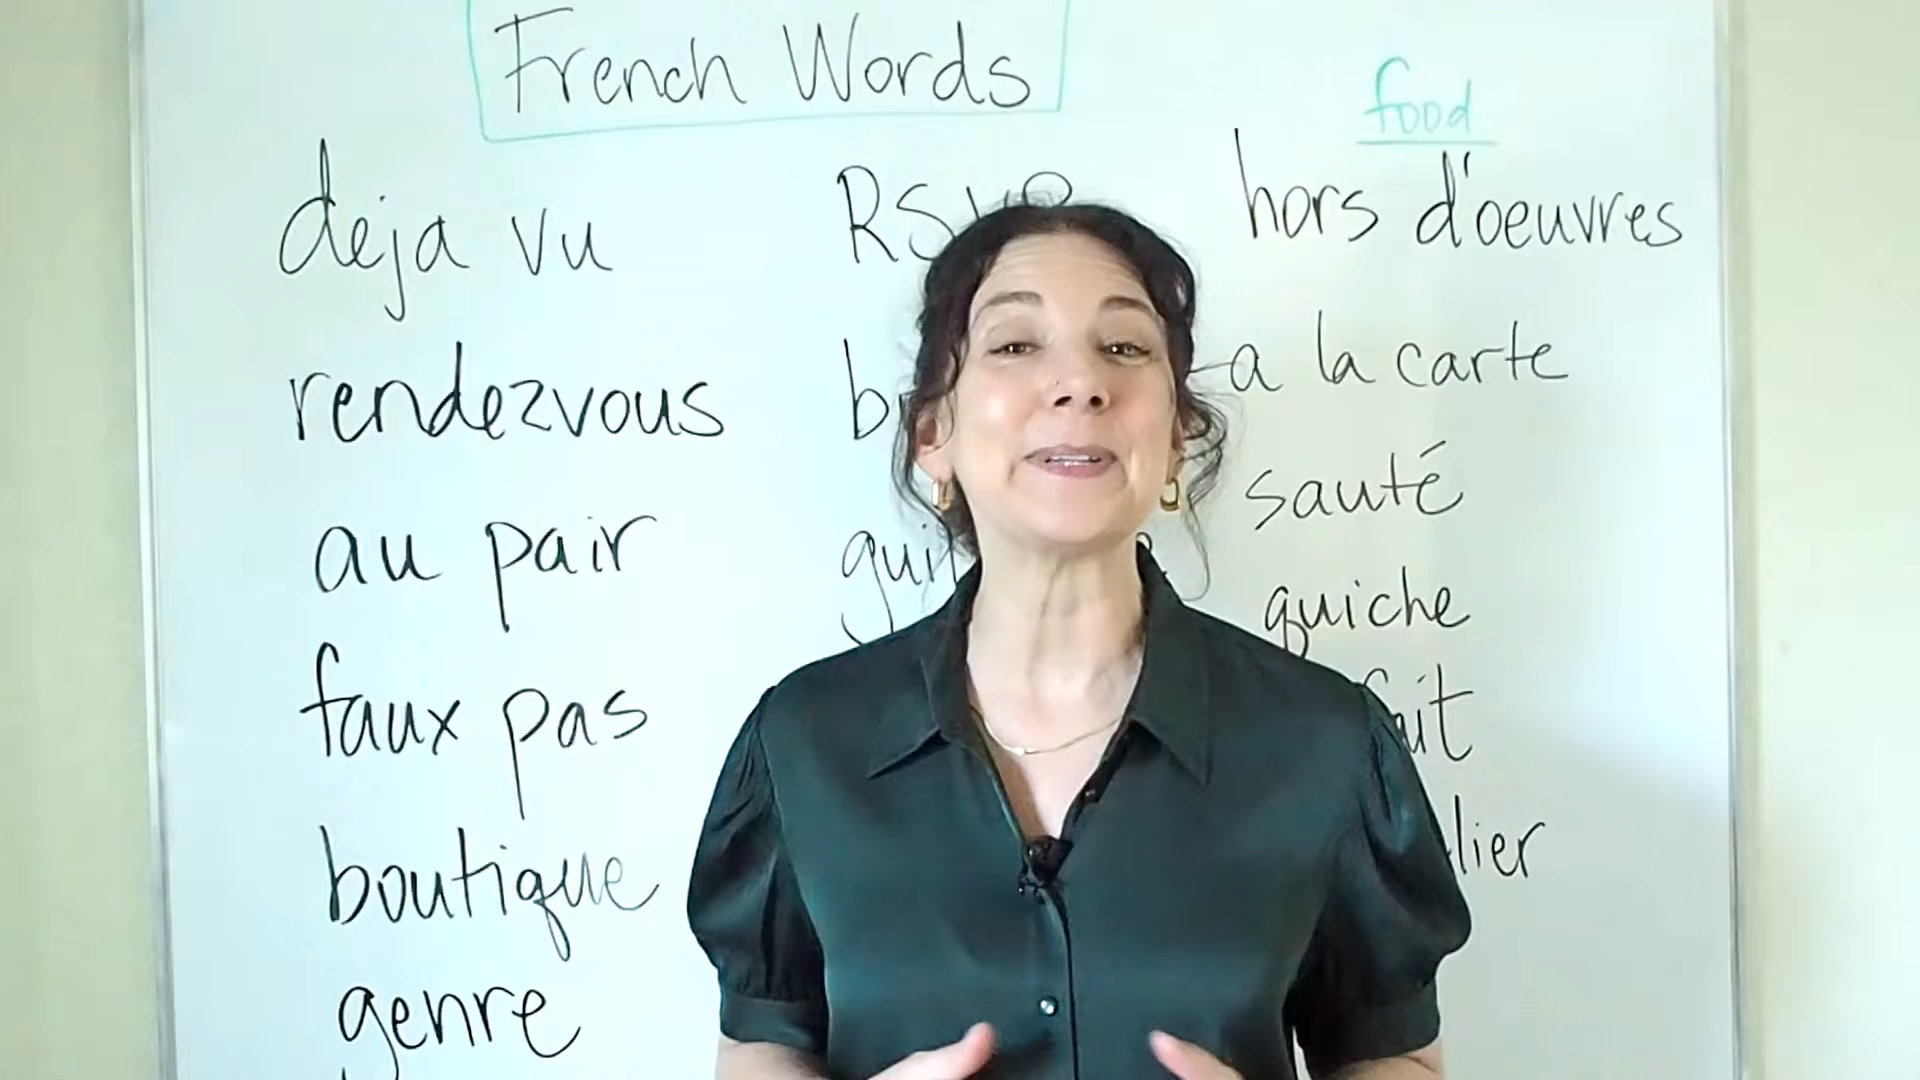 French Words
deja vu
rendezvous
au pair
faux pas
boutique
genre
RSVP
food
hors d'oeuvres
a la carte
sauté
quiche